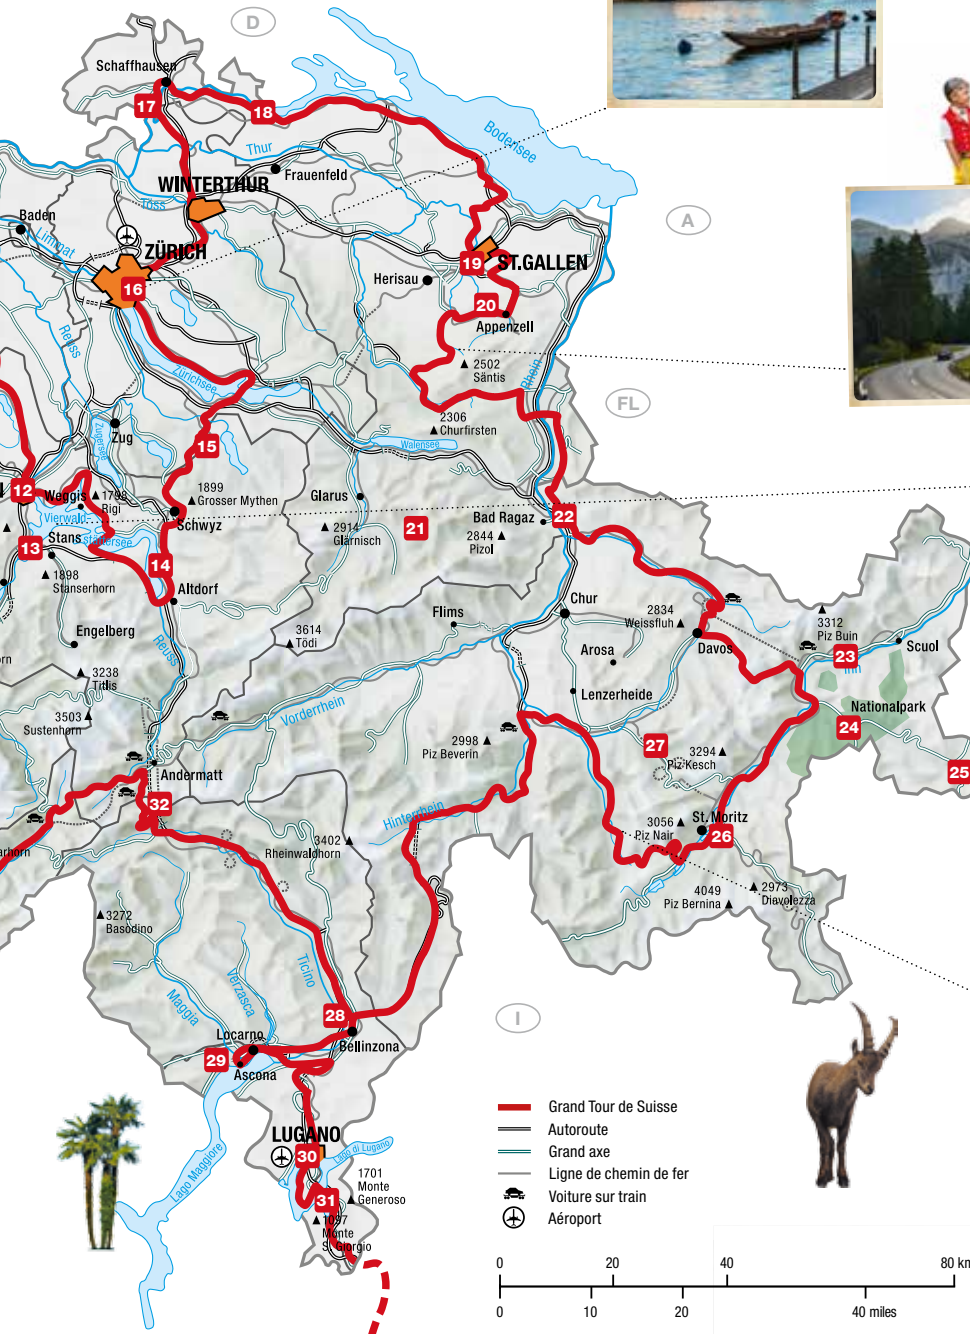 D
Schaffhausen
17
18
Bodensee
Thur
Frauenfeld
WINTERTHUR
Töss
Baden
Limmat
ZÜRICH
16
A
19
ST.GALLEN
Herisau
20
Appenzell
Reuss
Zürichsee
2502
Säntis
Rhein
FL
2306
Churfirsten
Zug
Zugersee
15
Walensee
12
Weggis
1798
Rigi
1899
Grosser Mythen
Glarus
Vierwald-
stättersee
Schwyz
13
Stans
2914
Glärnisch
21
Bad Ragaz
22
2844
Pizol
14
1898
Stanserhorn
Altdorf
Chur
Flims
2834
Weissfluh
3312
Piz Buin
Engelberg
Reuss
3614
Tödi
Arosa
Davos
23
Scuol
Inn
3238
Titlis
Lenzerheide
Nationalpark
24
3503
Sustenhorn
Vorderrhein
2998
Piz Beverin
27
3294
Piz Kesch
25
Andermatt
32
Hinterrhein
3056
Piz Nair
St. Moritz
26
3402
Rheinwaldhorn
4049
Piz Bernina
2973
Diavolezza
3272
Basòdino
Maggia
Verzasca
Ticino
28
I
Locarno
Bellinzona
29
Ascona
LUGANO
30
Lago di Lugano
Lago Maggiore
1701
Monte
Generoso
31
1097
Monte
S. Giorgio
Grand Tour de Suisse
Autoroute
Grand axe
Ligne de chemin de fer
Voiture sur train
Aéroport
0 20 40 80 km
0 10 20 40 miles